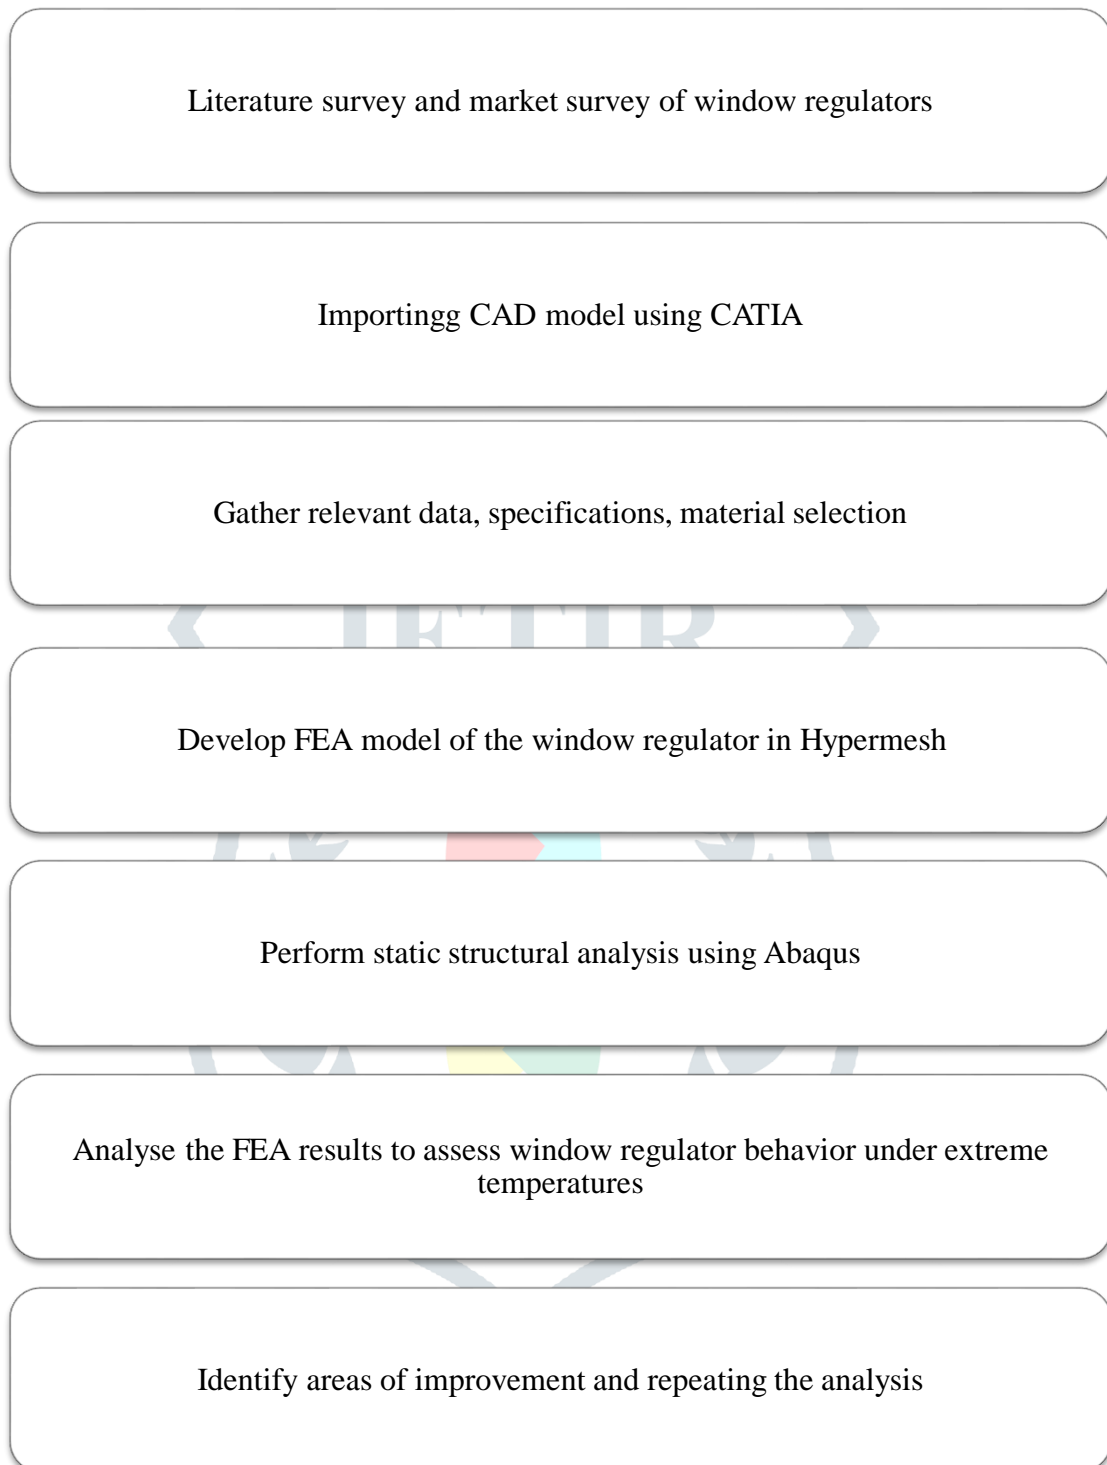 Literature survey and market survey of window regulators
Importingg CAD model using CATIA
Gather relevant data, specifications, material selection
JETIR
Develop FEA model of the window regulator in Hypermesh
Perform static structural analysis using Abaqus
Analyse the FEA results to assess window regulator behavior under extreme
temperatures
Identify areas of improvement and repeating the analysis